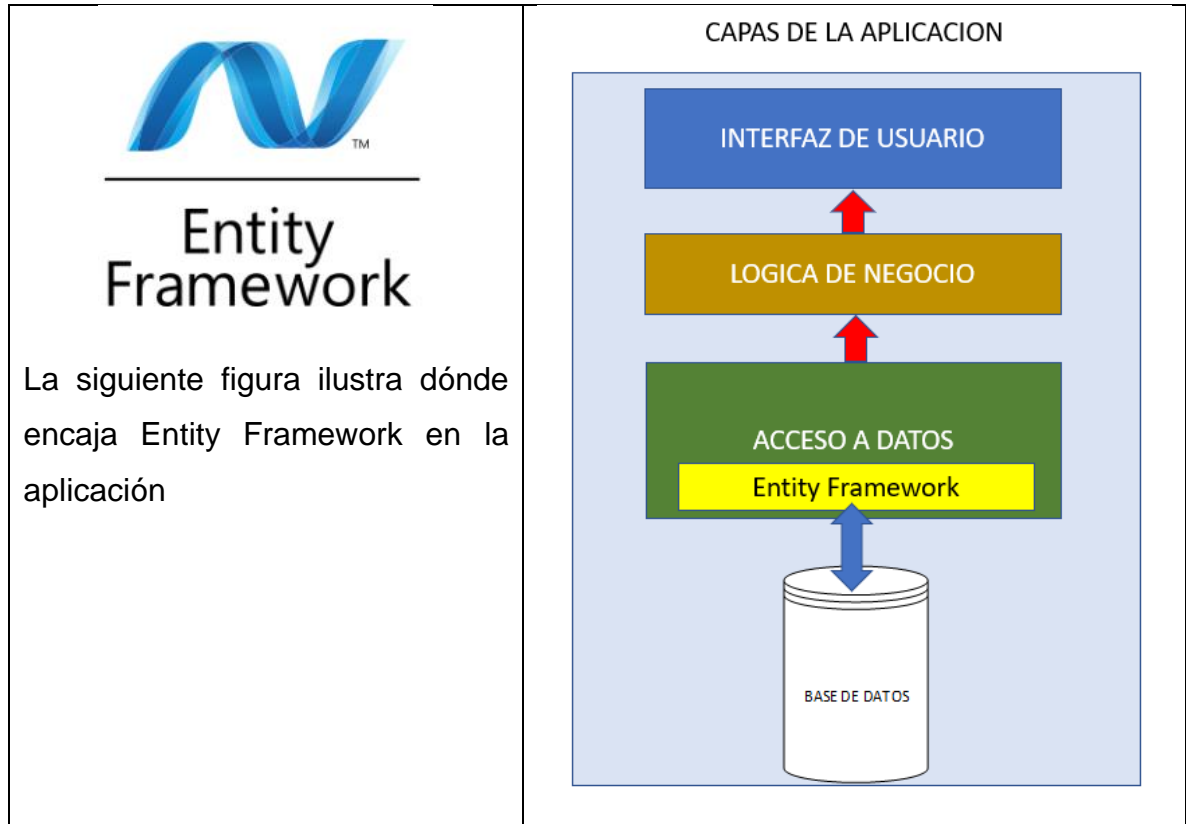 TM
Entity
Framework
La siguiente figura ilustra dónde
encaja Entity Framework en la
aplicación
CAPAS DE LA APLICACION
INTERFAZ DE USUARIO
LOGICA DE NEGOCIO
ACCESO A DATOS
Entity Framework
BASE DE DATOS